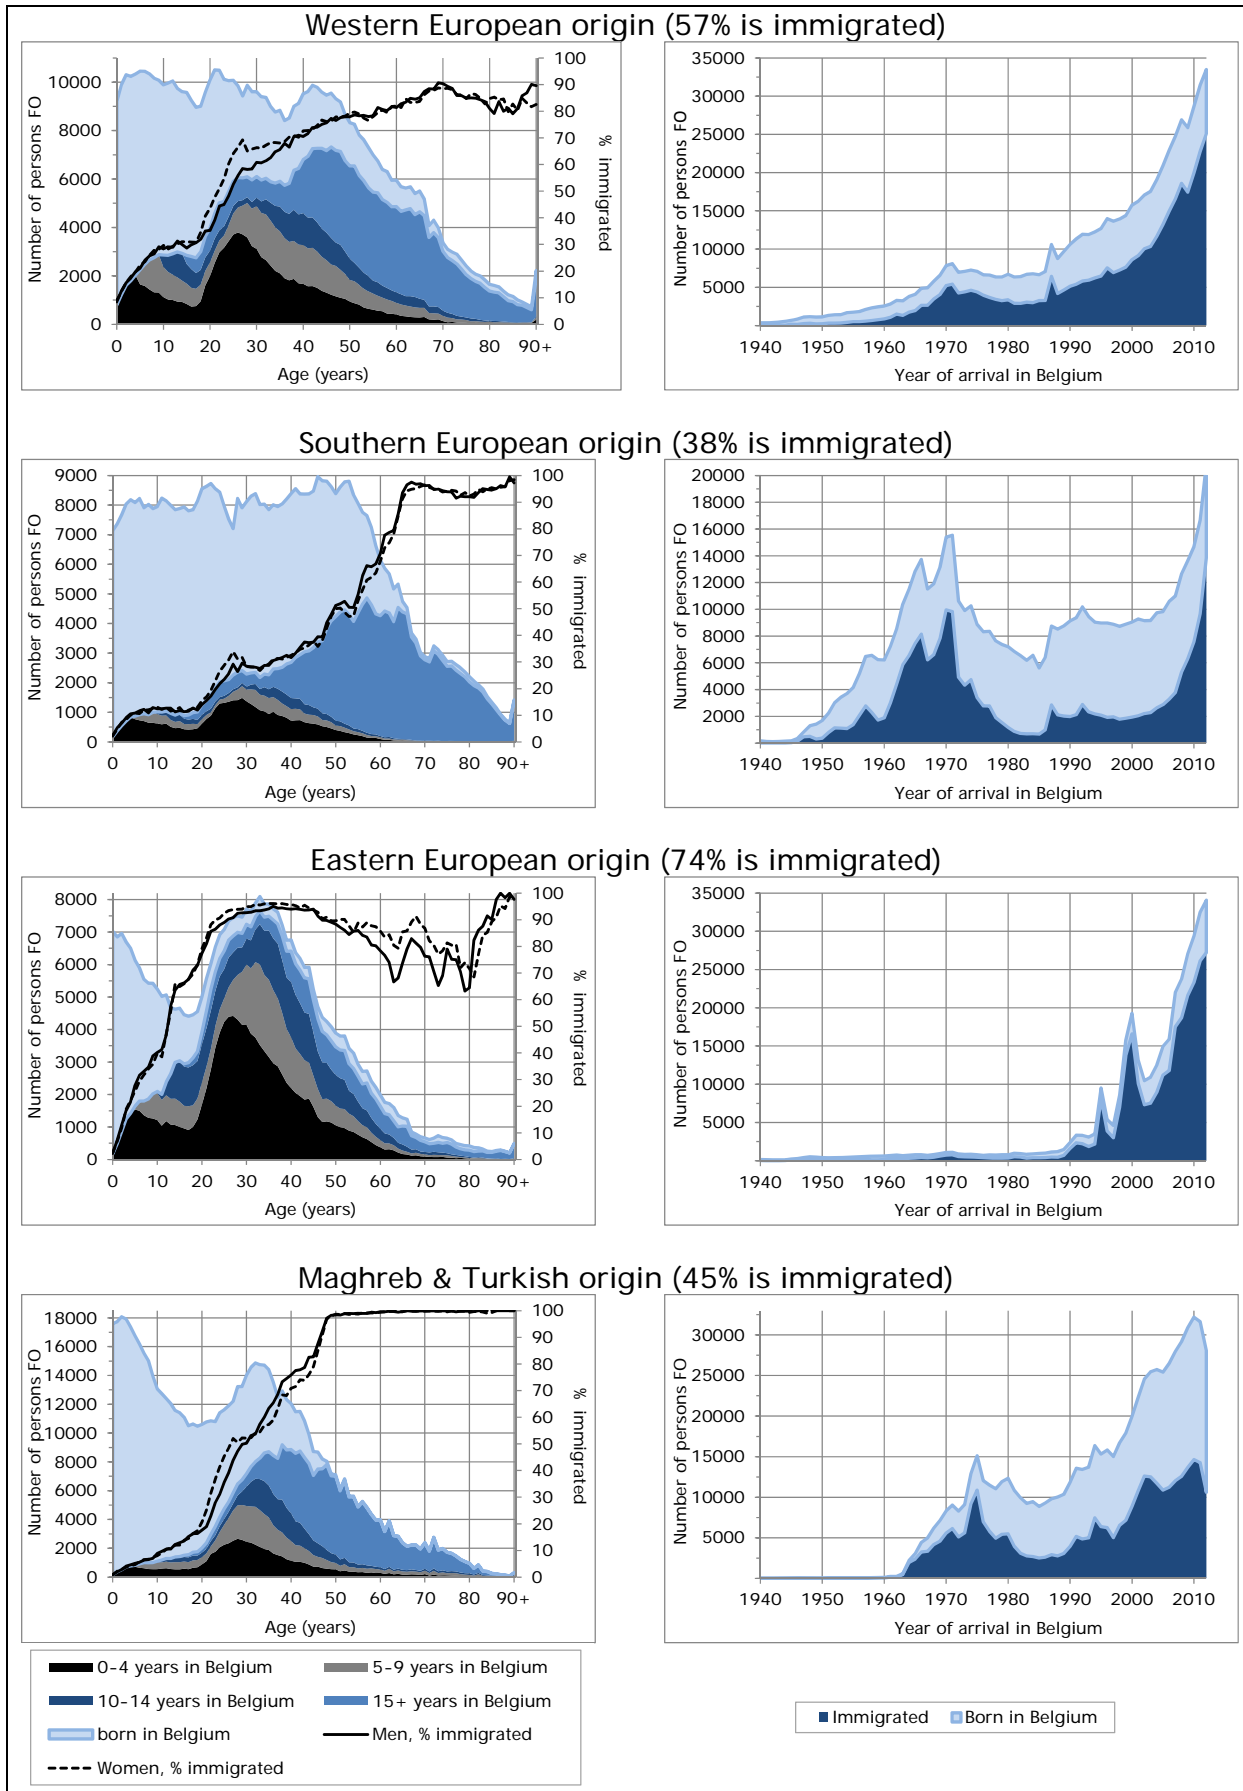 Western European origin (57% is immigrated)
Number of persons FO
10000
8000
6000
4000
2000
0
100
90
80
70
60
50
40
30
20
10
0
% immigrated
0 10 20 30 40 50 60 70 80 90+
Age (years)
Number of persons FO
35000
30000
25000
20000
15000
10000
5000
1940 1950 1960 1970 1980 1990 2000 2010
Year of arrival in Belgium
Southern European origin (38% is immigrated)
Number of persons FO
9000
8000
7000
6000
5000
4000
3000
2000
1000
0
100
90
80
70
60
50
40
30
20
10
0
% immigrated
0 10 20 30 40 50 60 70 80 90+
Age (years)
Number of persons FO
20000
18000
16000
14000
12000
10000
8000
6000
4000
2000
1940 1950 1960 1970 1980 1990 2000 2010
Year of arrival in Belgium
Eastern European origin (74% is immigrated)
Number of persons FO
8000
7000
6000
5000
4000
3000
2000
1000
0
100
90
80
70
60
50
40
30
20
10
0
% immigrated
0 10 20 30 40 50 60 70 80 90+
Age (years)
Number of persons FO
35000
30000
25000
20000
15000
10000
5000
1940 1950 1960 1970 1980 1990 2000 2010
Year of arrival in Belgium
Maghreb & Turkish origin (45% is immigrated)
Number of persons FO
18000
16000
14000
12000
10000
8000
6000
4000
2000
0
100
90
80
70
60
50
40
30
20
10
0
% immigrated
0 10 20 30 40 50 60 70 80 90+
Age (years)
Number of persons FO
30000
25000
20000
15000
10000
5000
1940 1950 1960 1970 1980 1990 2000 2010
Year of arrival in Belgium
0-4 years in Belgium 5-9 years in Belgium
10-14 years in Belgium 15+ years in Belgium
born in Belgium Men, % immigrated
Women, % immigrated
Immigrated Born in Belgium